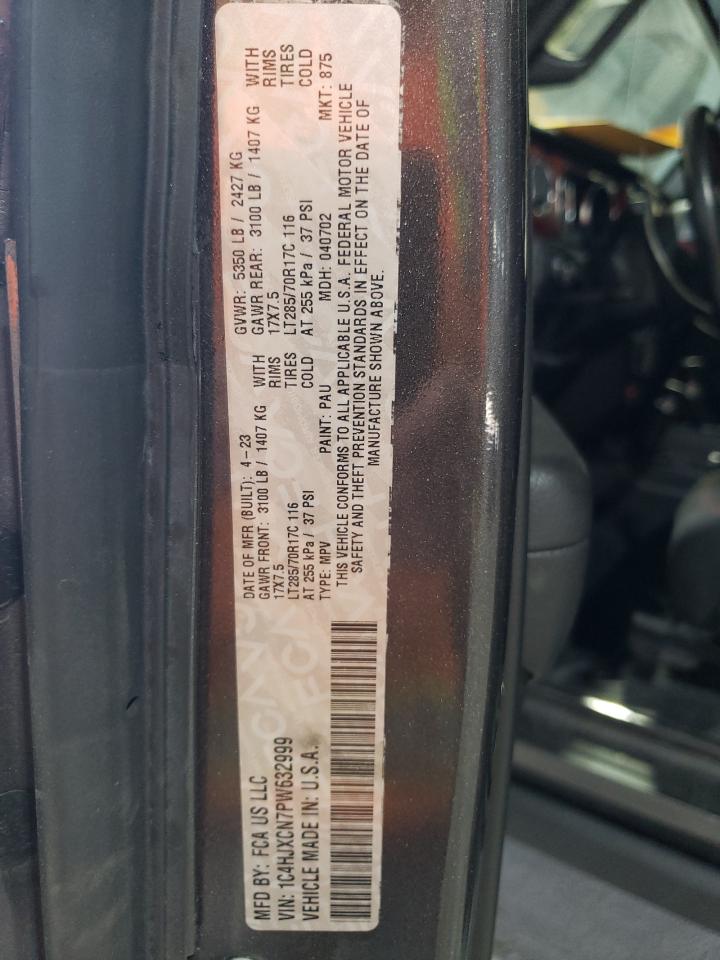 MFD BY: FCA US LLC
VIN: 1C4HJXCN7PW632999
VEHICLE MADE IN: U.S.A.
DATE OF MFR (BUILT): 4-23 GVWR: 5350 LB / 2427 KG
GAWR FRONT: 3100 LB / 1407 KG WITH GAWR REAR: 3100 LB / 1407 KG WITH
17X7.5 RIMS 17X7.5 RIMS
LT285/70R17C 116 TIRES LT285/70R17C 116 TIRES
AT 255 kPa / 37 PSI COLD AT 255 kPa / 37 PSI COLD
TYPE: MPV PAINT: PAU MDH: 040702 MKT: 875
THIS VEHICLE CONFORMS TO ALL APPLICABLE U.S.A. FEDERAL MOTOR VEHICLE
SAFETY AND THEFT PREVENTION STANDARDS IN EFFECT ON THE DATE OF
MANUFACTURE SHOWN ABOVE.